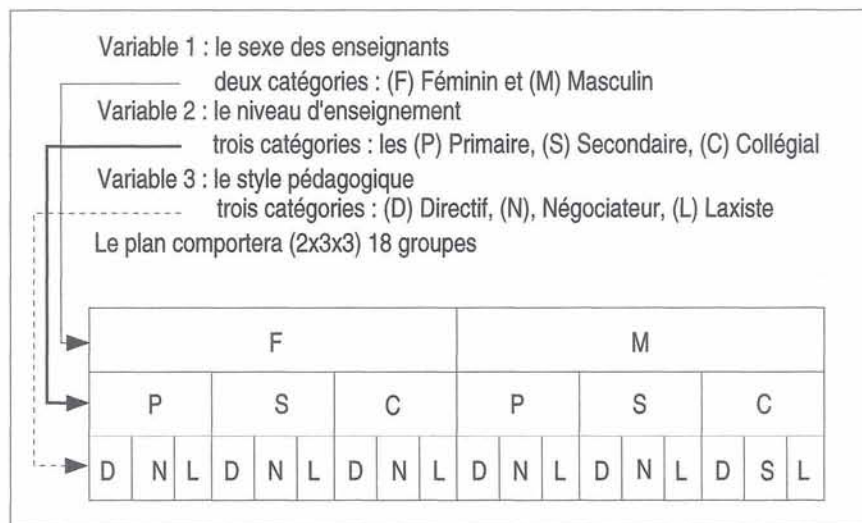 Variable 1 : le sexe des enseignants
deux catégories : (F) Féminin et (M) Masculin
Variable 2 : le niveau d'enseignement
trois catégories : les (P) Primaire, (S) Secondaire, (C) Collégial
Variable 3 : le style pédagogique
trois catégories : (D) Directif, (N), Négociateur, (L) Laxiste
Le plan comportera (2x3x3) 18 groupes
F M
P S C P S C
D N L D N L D N L D N L D N L D S L